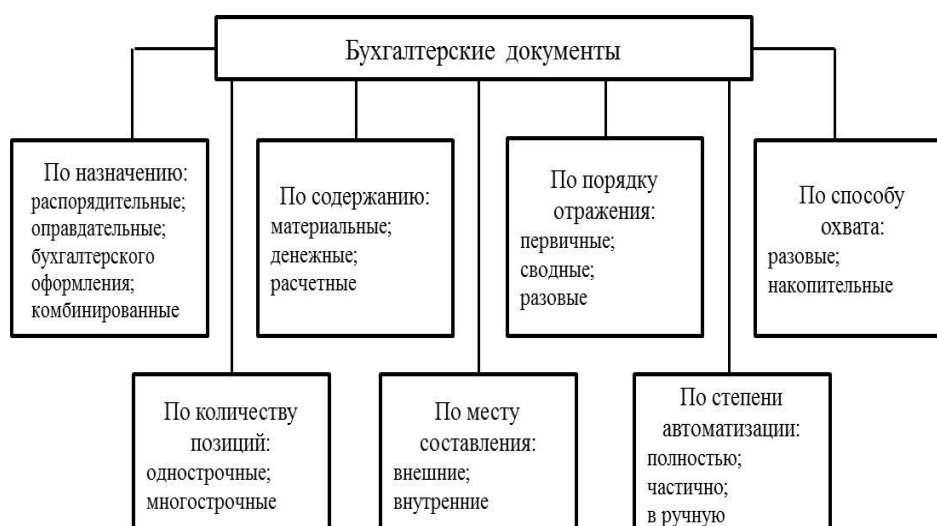 Бухгалтерские документы
По назначению:
распорядительные;
оправдательные;
бухгалтерского
оформления;
комбинированные
По содержанию:
материальные;
денежные;
расчетные
По порядку
отражения:
первичные;
сводные;
разовые
По способу
охвата:
разовые;
накопительные
По количеству
позиций:
однострочные;
многострочные
По месту
составления:
внешние;
внутренние
По степени
автоматизации:
полностью;
частично;
в ручную